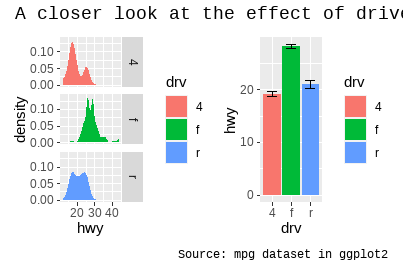 A closer look at the effect of drive
density
0.10
0.05
0.00
4
0.10
0.05
0.00
f
0.10
0.05
0.00
r
20 30 40
hwy
drv
4
f
r
hwy
20
10
0
4 f r
drv
drv
4
f
r
Source: mpg dataset in ggplot2